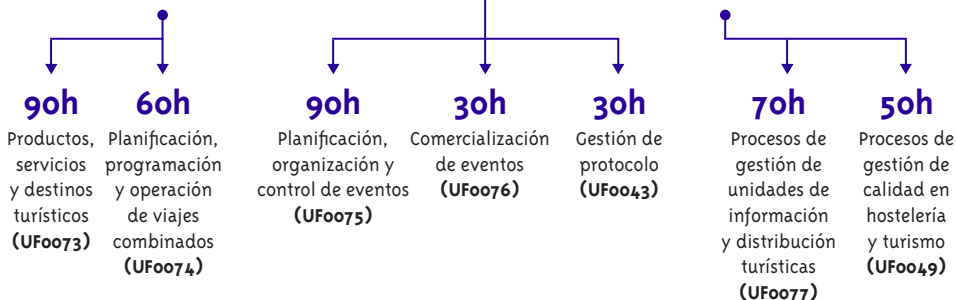 90h
Productos,
servicios
y destinos
turísticos
(UF0073)
60h
Planificación,
programación
y operación
de viajes
combinados
(UF0074)
90h
Planificación,
organización y
control de eventos
(UF0075)
30h
Comercialización
de eventos
(UF0076)
30h
Gestión de
protocolo
(UF0043)
70h
Procesos de
gestión de
unidades de
información
y distribución
turísticas
(UF0077)
50h
Procesos de
gestión de
calidad en
hostelería
y turismo
(UF0049)